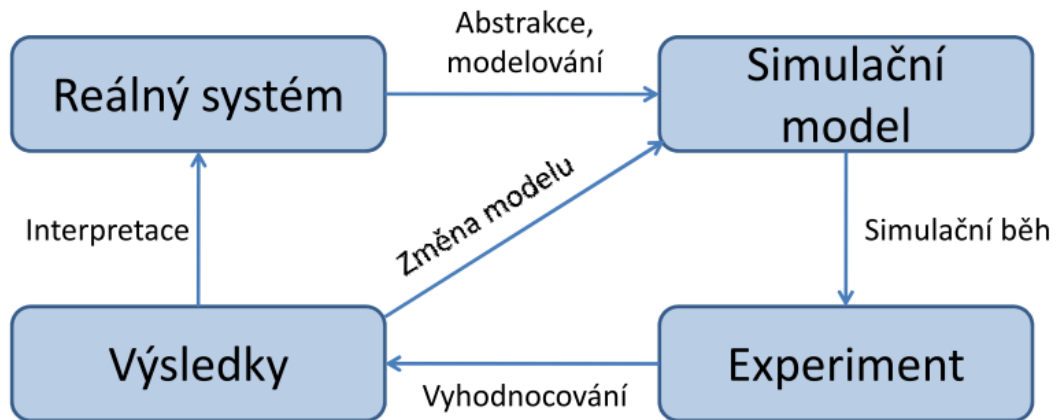 Abstrakce,
modelování
Reálný systém
Simulační
model
Interpretace
Změna modelu
Simulační běh
Výsledky
Vyhodnocování
Experiment